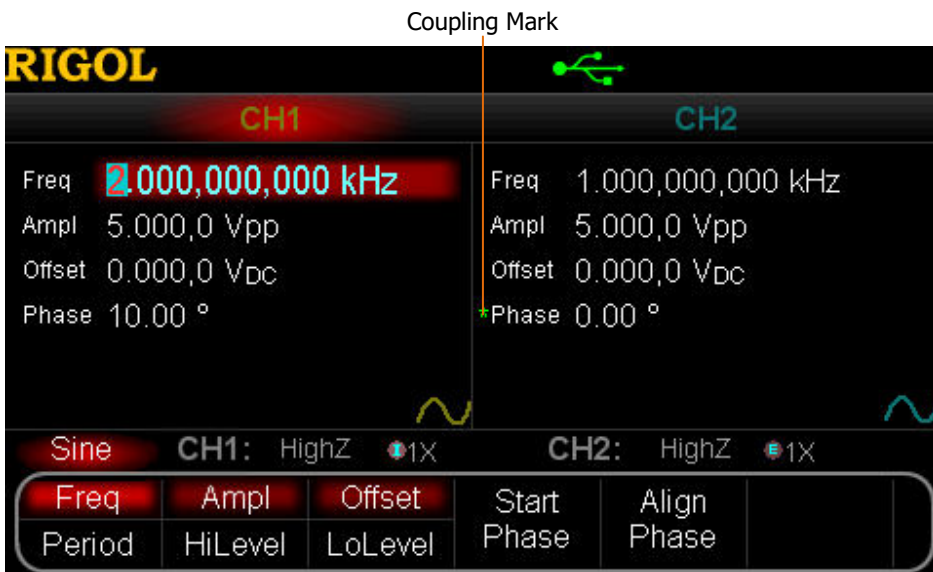 Coupling Mark
RIGOL
CH1
CH2
Freq 2.000,000,000 kHz
Ampl 5.000,0 Vpp
Offset 0.000,0 VDC
Phase 10.00 °
Freq 1.000,000,000 kHz
Ampl 5.000,0 Vpp
Offset 0.000,0 VDC
*Phase 0.00 °
Sine CH1: HighZ I 1X CH2: HighZ E 1X
Freq
Period
Ampl
HiLevel
Offset
LoLevel
Start
Phase
Align
Phase